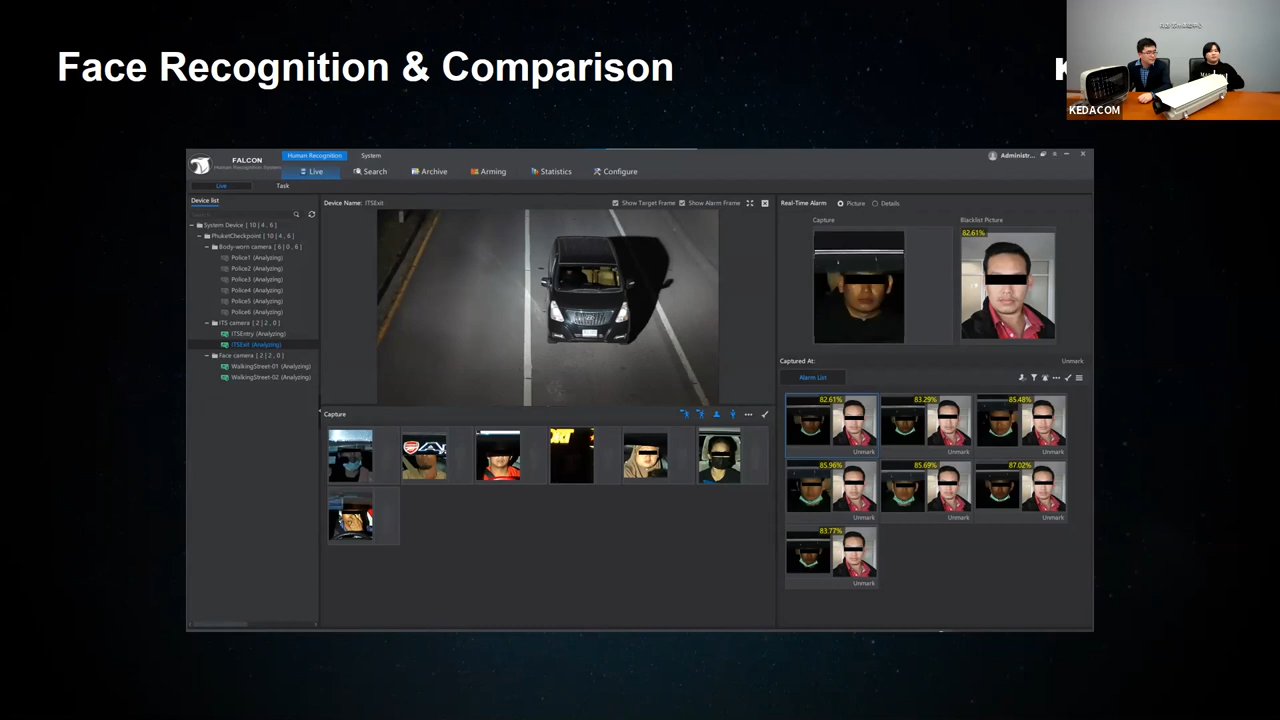 Face Recognition & Comparison
KEDACOM
FALCON
Human Recognition System
Human Recognition
System
Administr...
Live
Search
Archive
Arming
Statistics
Configure
Live
Task
Device list
System Device [ 10 | 4 , 6 ]
PhuketCheckpoint [ 10 | 4 , 6 ]
Body-worn camera [ 6 | 0 , 6 ]
Police1 (Analyzing)
Police2 (Analyzing)
Police3 (Analyzing)
Police4 (Analyzing)
Police5 (Analyzing)
Police6 (Analyzing)
ITS camera [ 2 | 2 , 0 ]
ITSEntry (Analyzing)
ITSExit (Analyzing)
Face camera [ 2 | 2 , 0 ]
WalkingStreet-01 (Analyzing)
WalkingStreet-02 (Analyzing)
Device Name: ITSExit
Show Target Frame
Show Alarm Frame
Capture
Real-Time Alarm
Picture
Details
Capture
Blacklist Picture
82.61%
Captured At:
Unmark
Alarm List
82.61%
83.29%
85.48%
Unmark
Unmark
Unmark
85.96%
85.69%
87.02%
Unmark
Unmark
Unmark
83.77%
Unmark